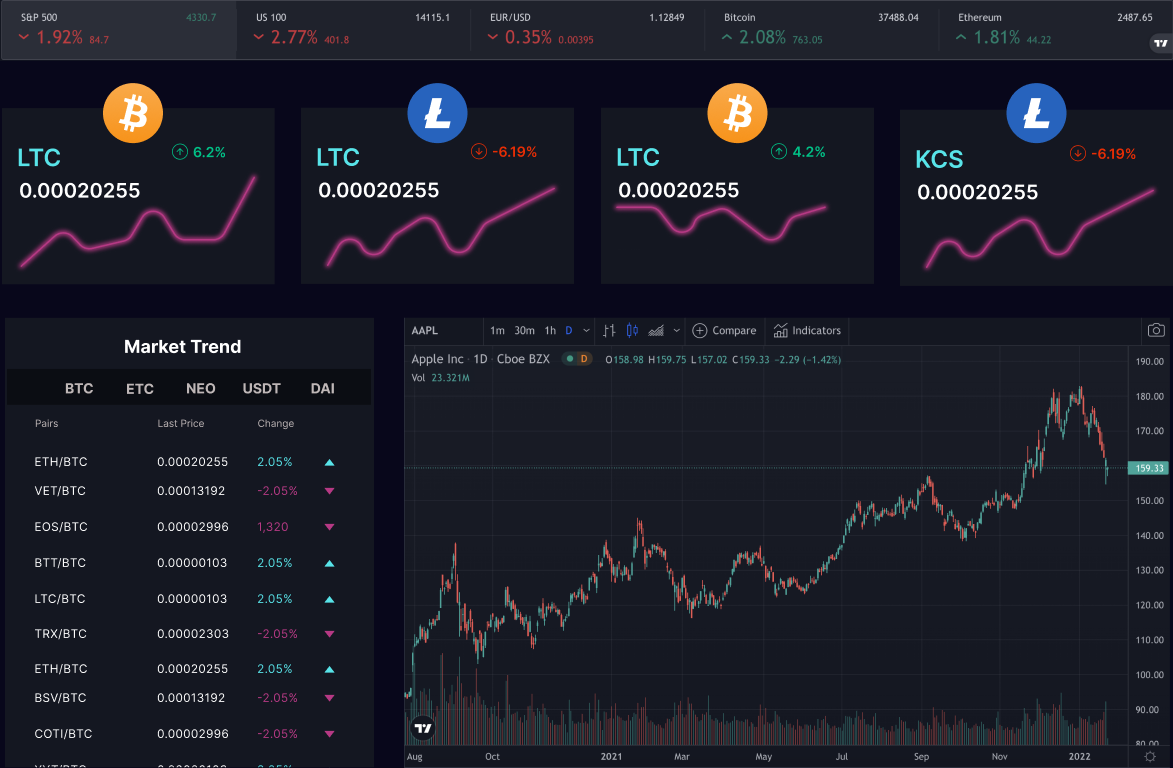 S&P 500 4330.7
1.92% 84.7
US 100 14115.1
2.77% 401.8
EUR/USD 1.12849
0.35% 0.00395
Bitcoin 37488.04
2.08% 763.05
Ethereum 2487.65
1.81% 44.22
LTC 6.2%
0.00020255
LTC -6.19%
0.00020255
LTC 4.2%
0.00020255
KCS -6.19%
0.00020255
Market Trend
BTC ETC NEO USDT DAI
Pairs Last Price Change
ETH/BTC 0.00020255 2.05%
VET/BTC 0.00013192 -2.05%
EOS/BTC 0.00002996 1,320
BTT/BTC 0.00000103 2.05%
LTC/BTC 0.00000103 2.05%
TRX/BTC 0.00002303 -2.05%
ETH/BTC 0.00020255 2.05%
BSV/BTC 0.00013192 -2.05%
COTI/BTC 0.00002996 -2.05%
AAPL 1m 30m 1h D Compare Indicators
Apple Inc · 1D · Cboe BZX D O158.98 H159.75 L157.02 C159.33 −2.29 (−1.42%)
Vol 23.321M
190.00
180.00
170.00
159.33
150.00
140.00
130.00
120.00
110.00
100.00
90.00
80.00
Aug Oct 2021 Mar May Jul Sep Nov 2022